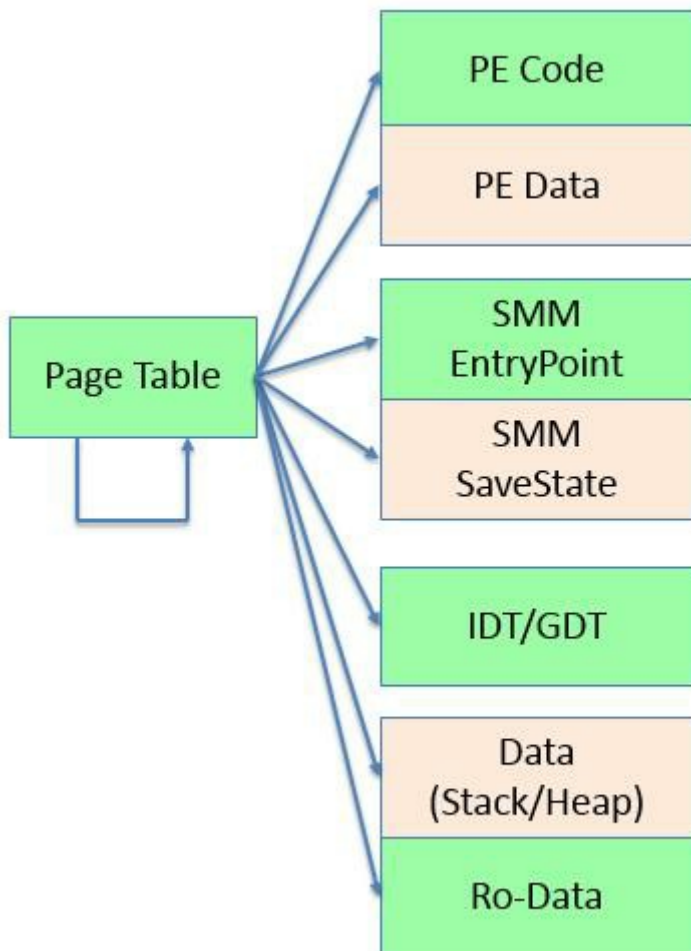 PE Code
PE Data
Page Table
SMM
EntryPoint
SMM
SaveState
IDT/GDT
Data
(Stack/Heap)
Ro-Data